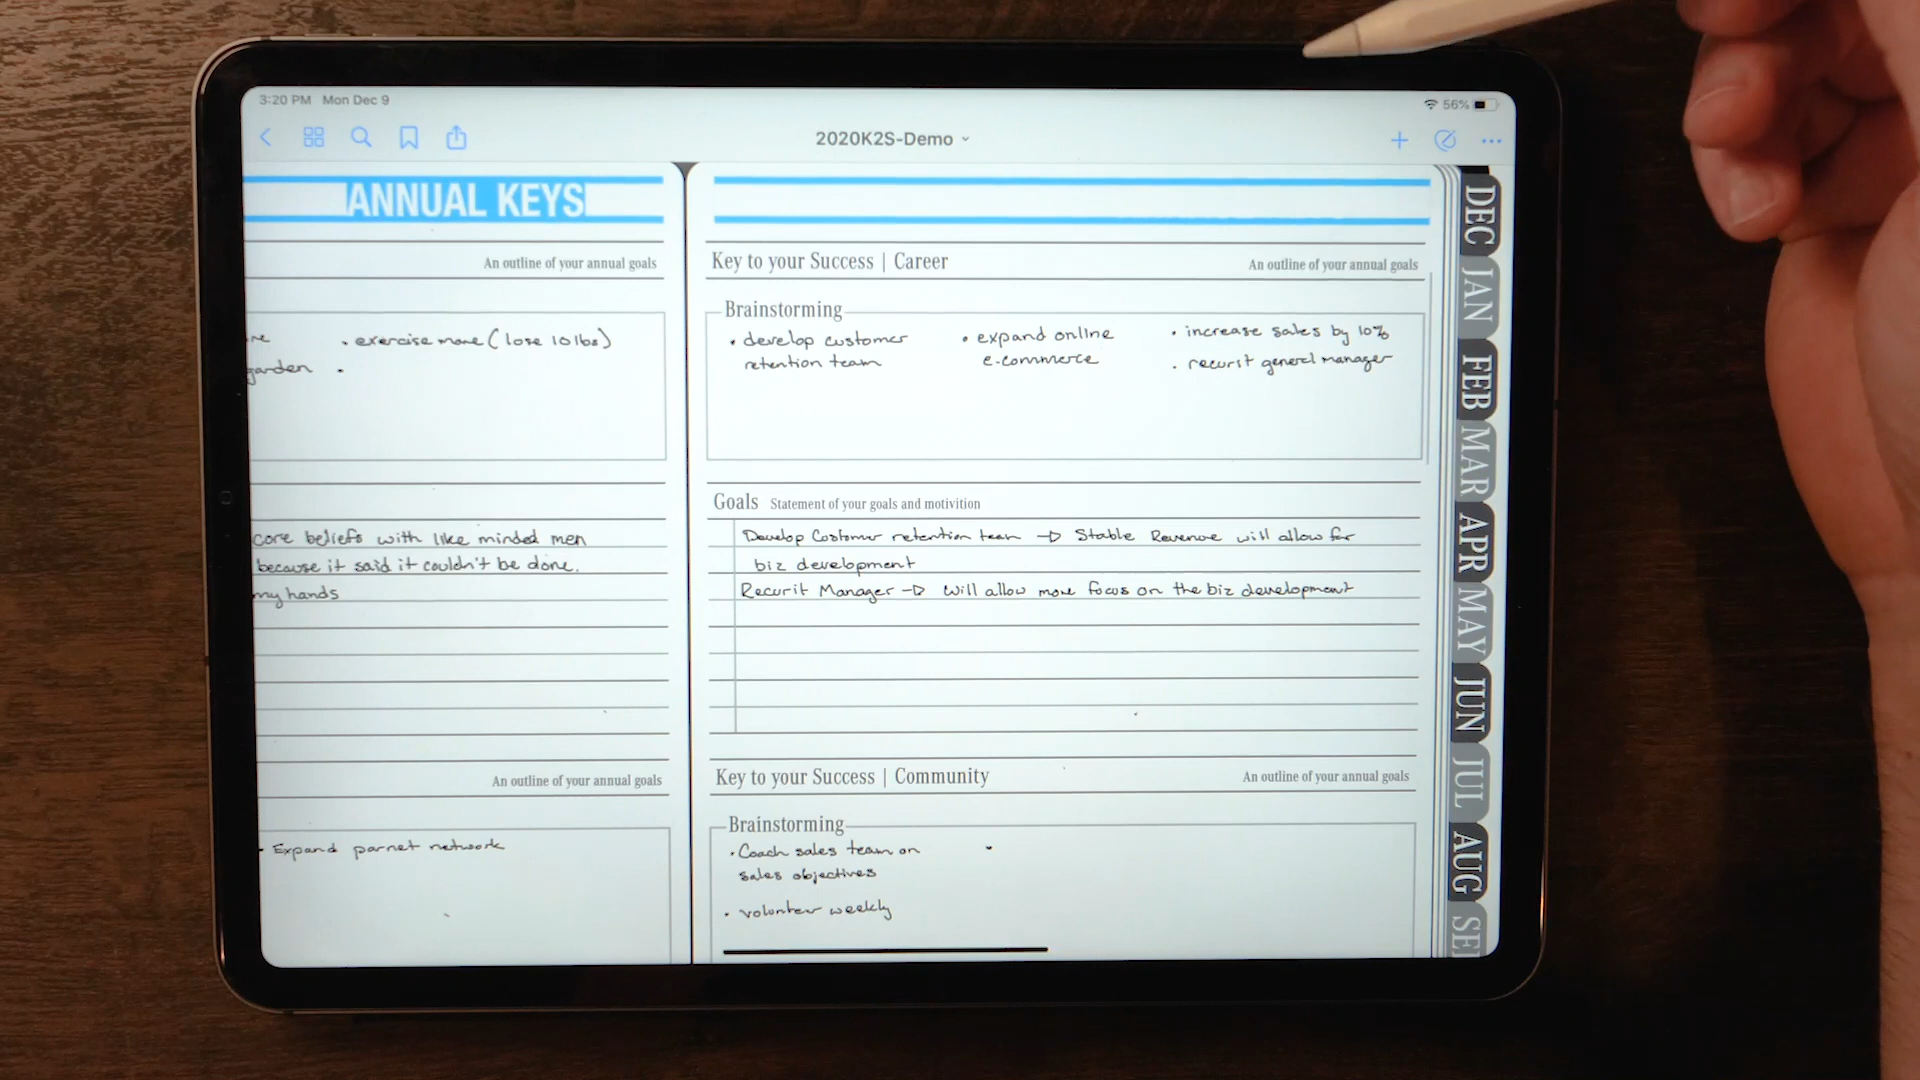 3:20 PM Mon Dec 9
56%
2020K2S-Demo
ANNUAL KEYS
An outline of your annual goals
• exercise more (lose 10 lbs)
garden •
core beliefs with like minded men
because it said it couldn't be done.
my hands
An outline of your annual goals
• Expand parnet network
Key to your Success | Career An outline of your annual goals
Brainstorming
• develop customer
retention team
• expand online
e-commerce
• increase sales by 10%
• recurst general manager
Goals Statement of your goals and motivition
Develop Costomer retention team → Stable Revenue will allow for
biz development
Recurit Manager → will allow more focus on the biz development
Key to your Success | Community An outline of your annual goals
Brainstorming
• Coach sales team on
sales objectives
• volunteer weekly
DEC
JAN
FEB
MAR
APR
MAY
JUN
JUL
AUG
SE